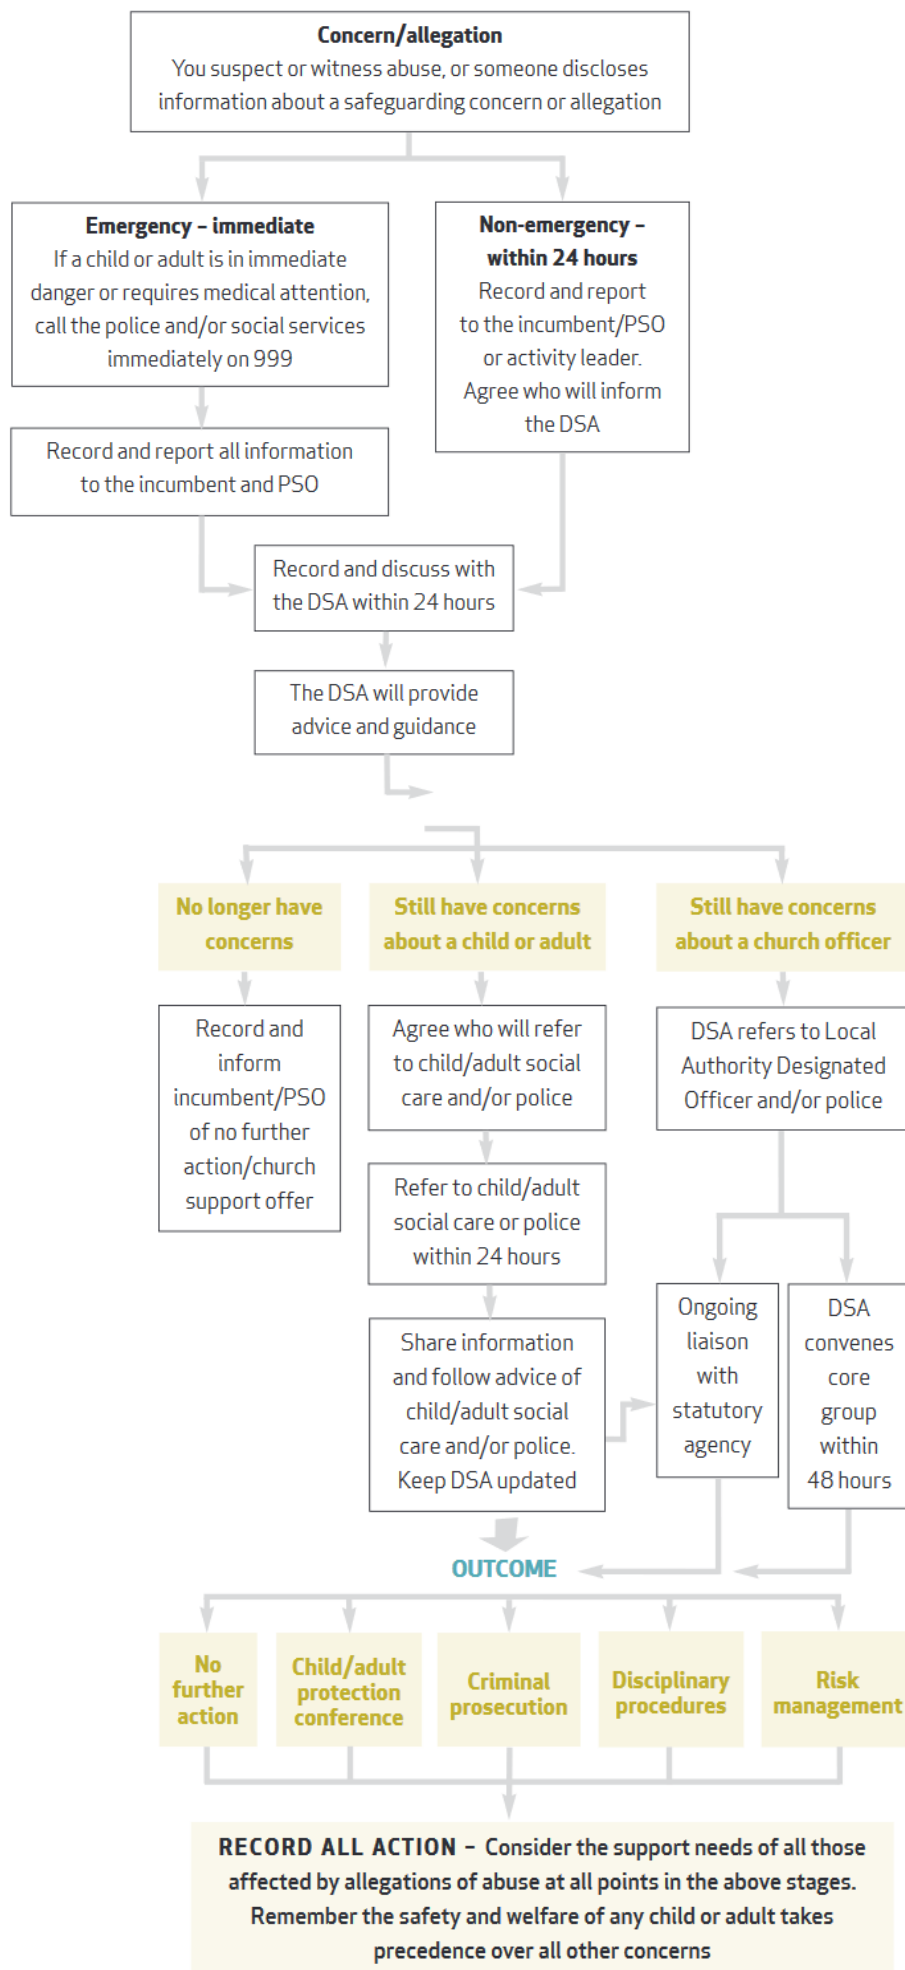 Concern/allegation
You suspect or witness abuse, or someone discloses
information about a safeguarding concern or allegation
Emergency – immediate
If a child or adult is in immediate
danger or requires medical attention,
call the police and/or social services
immediately on 999
Non-emergency –
within 24 hours
Record and report
to the incumbent/PSO
or activity leader.
Agree who will inform
the DSA
Record and report all information
to the incumbent and PSO
Record and discuss with
the DSA within 24 hours
The DSA will provide
advice and guidance
No longer have
concerns
Still have concerns
about a child or adult
Still have concerns
about a church officer
Record and
inform
incumbent/PSO
of no further
action/church
support offer
Agree who will refer
to child/adult social
care and/or police
DSA refers to Local
Authority Designated
Officer and/or police
Refer to child/adult
social care or police
within 24 hours
Share information
and follow advice of
child/adult social
care and/or police.
Keep DSA updated
Ongoing
liaison
with
statutory
agency
DSA
convenes
core
group
within
48 hours
OUTCOME
No
further
action
Child/adult
protection
conference
Criminal
prosecution
Disciplinary
procedures
Risk
management
RECORD ALL ACTION – Consider the support needs of all those
affected by allegations of abuse at all points in the above stages.
Remember the safety and welfare of any child or adult takes
precedence over all other concerns